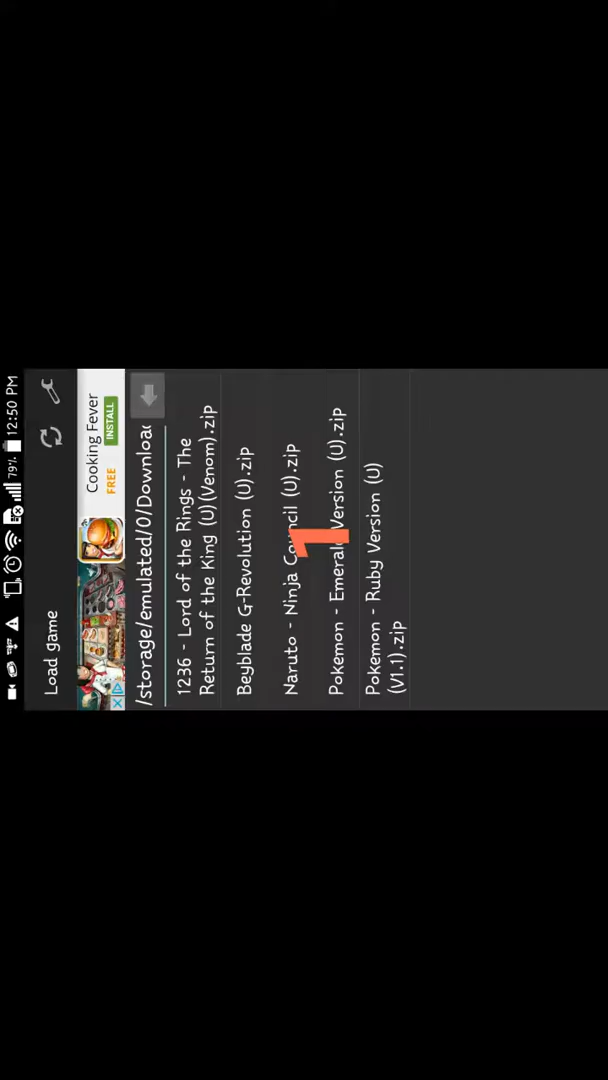 79% 12:50 PM
Load game
Cooking Fever
FREE INSTALL
/storage/emulated/0/Download
1236 - Lord of the Rings - The
Return of the King (U)(Venom).zip
Beyblade G-Revolution (U).zip
Naruto - Ninja Council (U).zip
Pokemon - Emerald Version (U).zip
Pokemon - Ruby Version (U)
(V1.1).zip
1